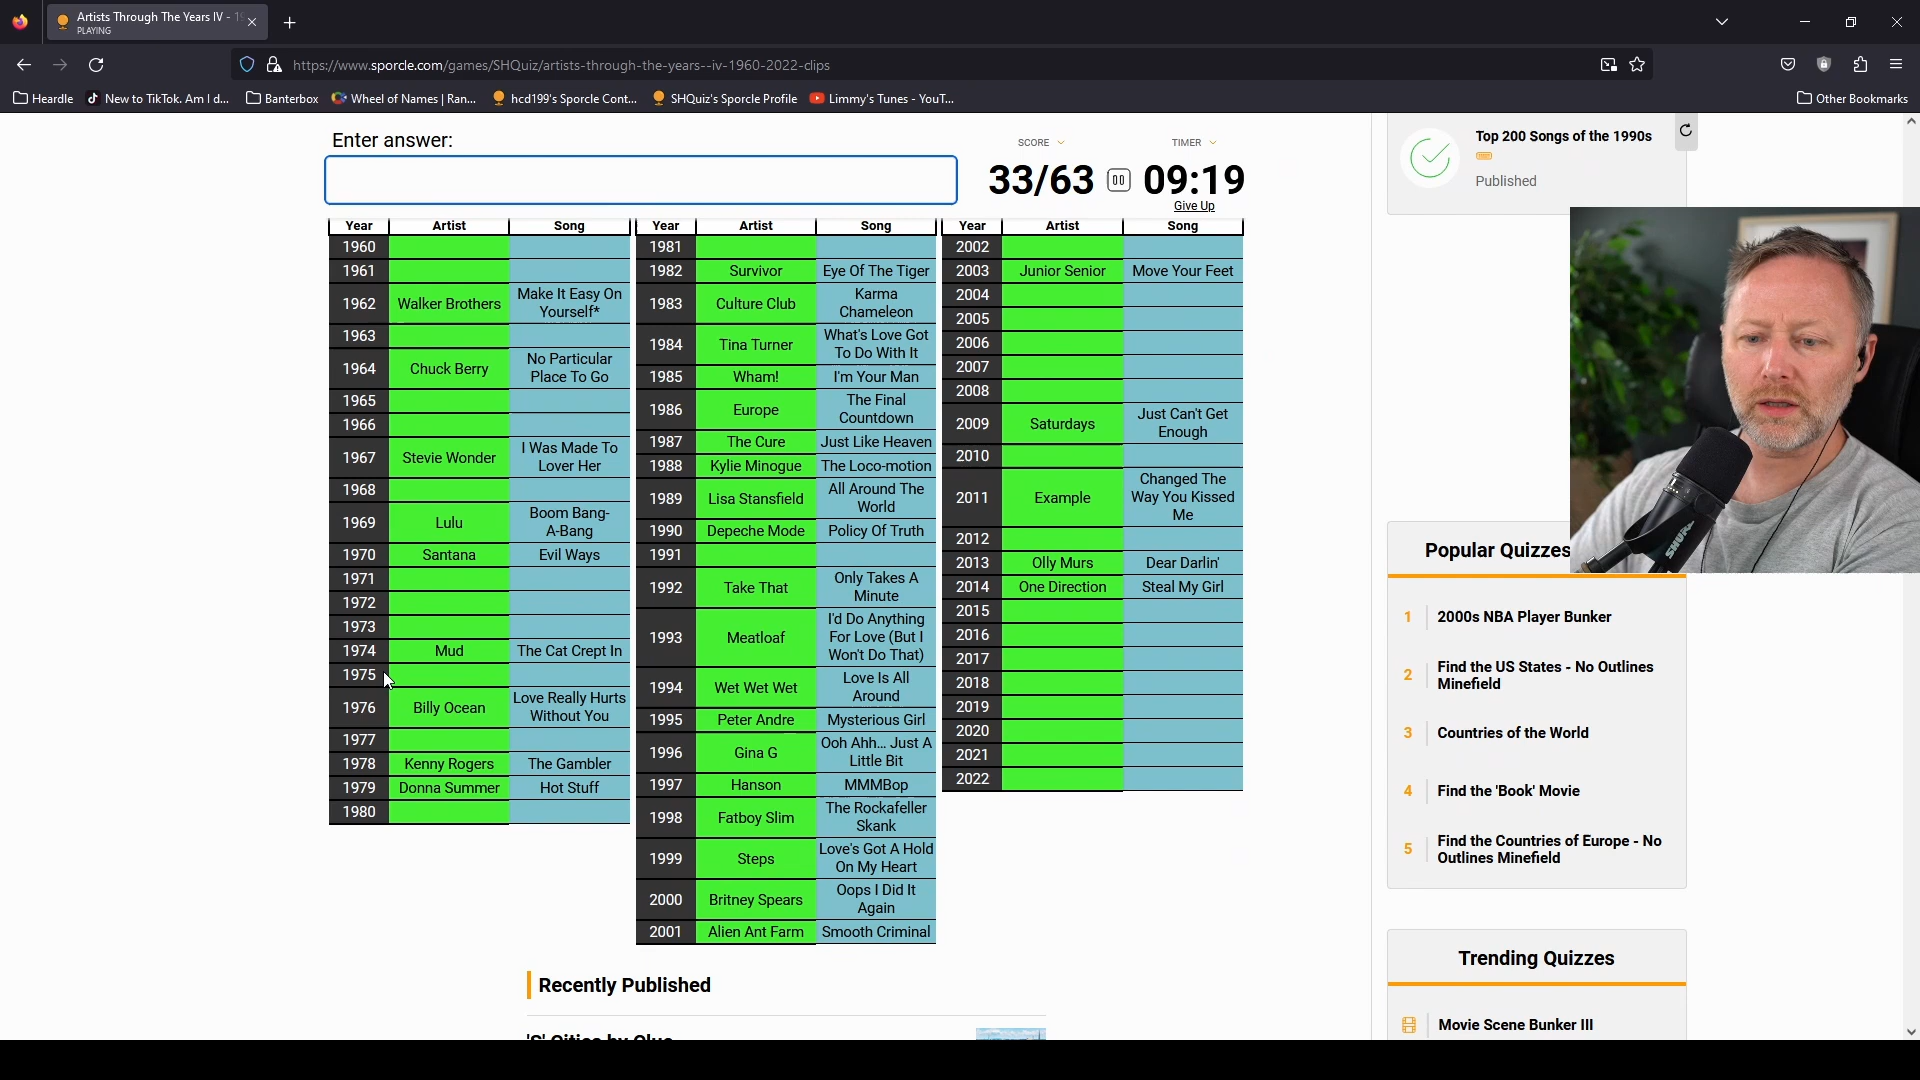 Artists Through The Years IV - 19
PLAYING
https://www.sporcle.com/games/SHQuiz/artists-through-the-years--iv-1960-2022-clips
Heardle
New to TikTok. Am I d...
Banterbox
Wheel of Names | Ran...
hcd199's Sporcle Cont...
SHQuiz's Sporcle Profile
Limmy's Tunes - YouT...
Other Bookmarks
Enter answer:
SCORE
TIMER
33/63
09:19
Give Up
Year Artist Song
1960
1961
1962 Walker Brothers Make It Easy On
Yourself*
1963
1964 Chuck Berry No Particular
Place To Go
1965
1966
1967 Stevie Wonder I Was Made To
Lover Her
1968
1969 Lulu Boom Bang-
A-Bang
1970 Santana Evil Ways
1971
1972
1973
1974 Mud The Cat Crept In
1975
1976 Billy Ocean Love Really Hurts
Without You
1977
1978 Kenny Rogers The Gambler
1979 Donna Summer Hot Stuff
1980
Year Artist Song
1981
1982 Survivor Eye Of The Tiger
1983 Culture Club Karma
Chameleon
1984 Tina Turner What's Love Got
To Do With It
1985 Wham! I'm Your Man
1986 Europe The Final
Countdown
1987 The Cure Just Like Heaven
1988 Kylie Minogue The Loco-motion
1989 Lisa Stansfield All Around The
World
1990 Depeche Mode Policy Of Truth
1991
1992 Take That Only Takes A
Minute
1993 Meatloaf I'd Do Anything
For Love (But I
Won't Do That)
1994 Wet Wet Wet Love Is All
Around
1995 Peter Andre Mysterious Girl
1996 Gina G Ooh Ahh... Just A
Little Bit
1997 Hanson MMMBop
1998 Fatboy Slim The Rockafeller
Skank
1999 Steps Love's Got A Hold
On My Heart
2000 Britney Spears Oops I Did It
Again
2001 Alien Ant Farm Smooth Criminal
Year Artist Song
2002
2003 Junior Senior Move Your Feet
2004
2005
2006
2007
2008
2009 Saturdays Just Can't Get
Enough
2010
2011 Example Changed The
Way You Kissed
Me
2012
2013 Olly Murs Dear Darlin'
2014 One Direction Steal My Girl
2015
2016
2017
2018
2019
2020
2021
2022
Recently Published
Top 200 Songs of the 1990s
Published
SHURE
Popular Quizzes
1 2000s NBA Player Bunker
2 Find the US States - No Outlines
Minefield
3 Countries of the World
4 Find the 'Book' Movie
5 Find the Countries of Europe - No
Outlines Minefield
Trending Quizzes
Movie Scene Bunker III